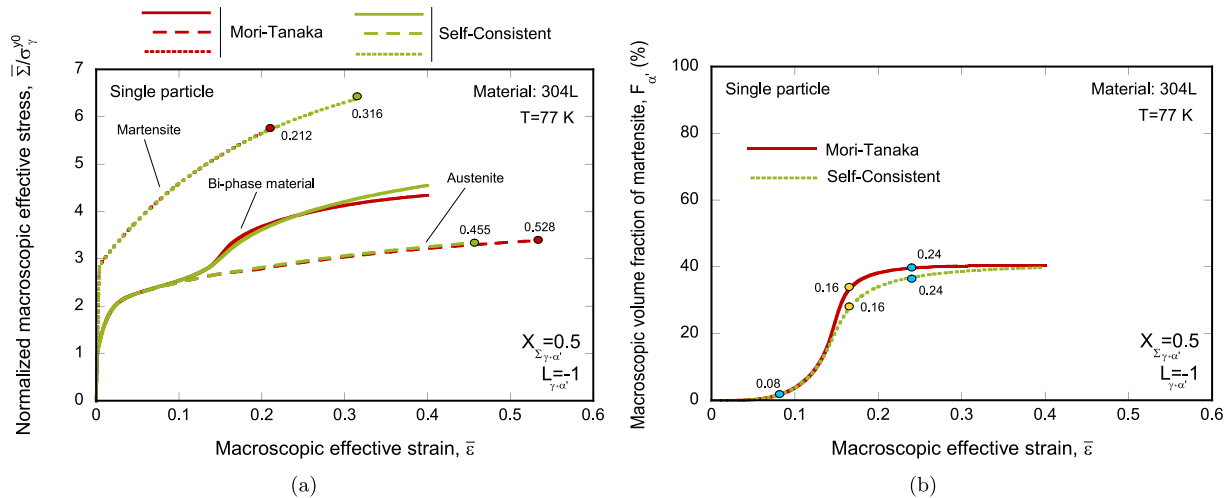 Mori-Tanaka
Self-Consistent
Normalized macroscopic effective stress, Σ̅/σγ^y0
7
6
5
4
3
2
1
0
Single particle
Material: 304L
T=77 K
Martensite
0.316
0.212
Bi-phase material
Austenite
0.455
0.528
X_Σγ+α'=0.5
L_γ+α'=-1
0
0.1
0.2
0.3
0.4
0.5
0.6
Macroscopic effective strain, ε̅
(a)
Macroscopic volume fraction of martensite, Fα' (%)
100
80
60
40
20
0
Single particle
Material: 304L
T=77 K
Mori-Tanaka
Self-Consistent
0.24
0.16
0.16
0.24
0.08
X_Σγ+α'=0.5
L_γ+α'=-1
0
0.1
0.2
0.3
0.4
0.5
0.6
Macroscopic effective strain, ε̅
(b)